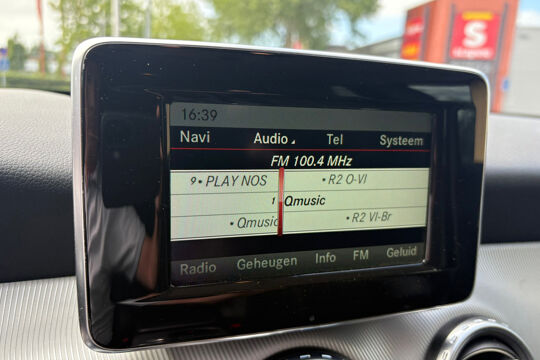 16:39
Navi Audio Tel Systeem
FM 100.4 MHz
9• PLAY NOS • R2 O-VI
1 Qmusic
• Qmusic • R2 VI-Br
Radio Geheugen Info FM Geluid
S